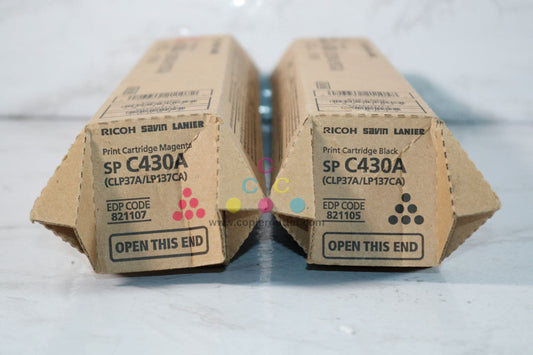 RICOH Savin LANIER
Print Cartridge Magenta
SP C430A
(CLP37A/LP137CA)
EDP CODE
821107
OPEN THIS END
RICOH Savin LANIER
Print Cartridge Black
SP C430A
(CLP37A/LP137CA)
EDP CODE
821105
OPEN THIS END